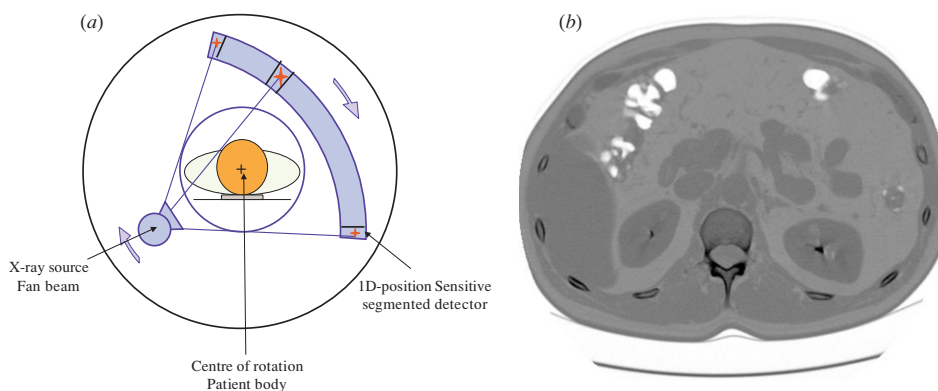 (a)
(b)
X-ray source
Fan beam
1D-position Sensitive
segmented detector
Centre of rotation
Patient body